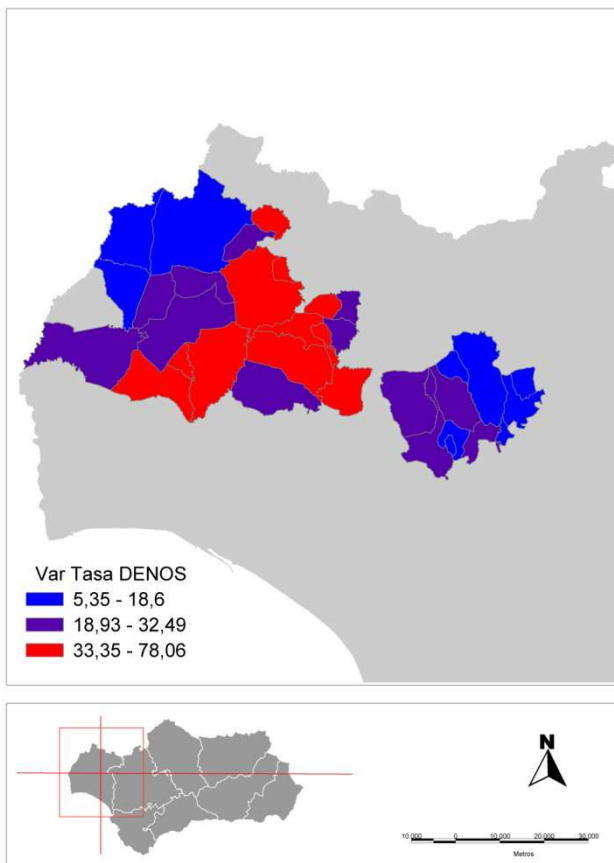 Var Tasa DENOS
5,35 - 18,6
18,93 - 32,49
33,35 - 78,06
N
10.000 0 10.000 20.000 30.000
Metros